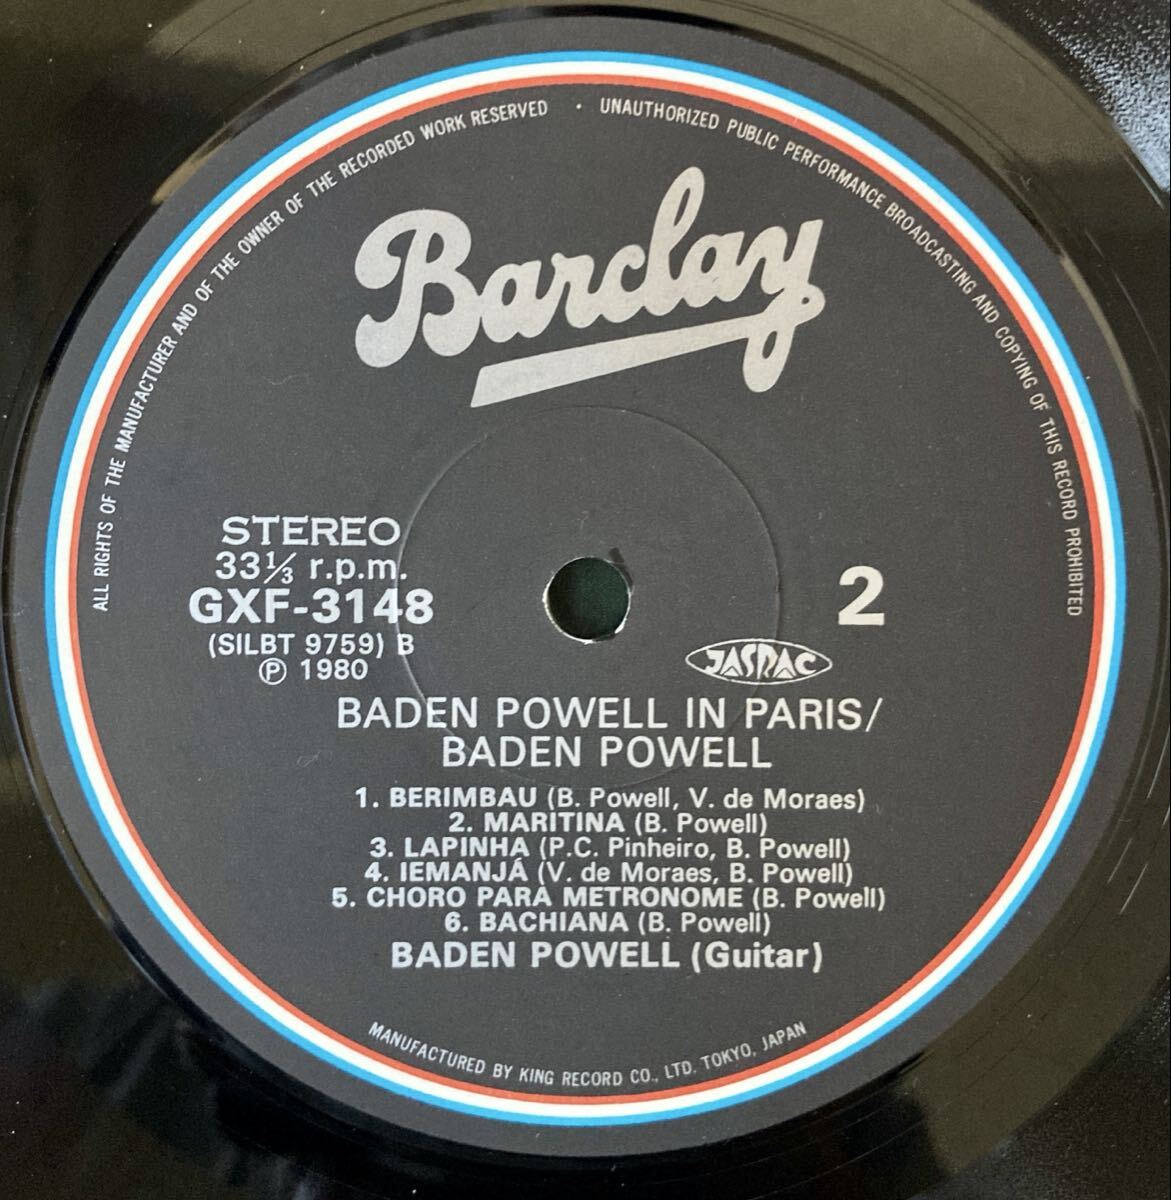 ALL RIGHTS OF THE MANUFACTURER AND OF THE OWNER OF THE RECORDED WORK RESERVED · UNAUTHORIZED PUBLIC PERFORMANCE BROADCASTING AND COPYING OF THIS RECORD PROHIBITED
Barclay
STEREO
33⅓ r.p.m.
GXF-3148
(SILBT 9759) B
Ⓟ 1980
2
JASRAC
BADEN POWELL IN PARIS/
BADEN POWELL
1. BERIMBAU (B. Powell, V. de Moraes)
2. MARITINA (B. Powell)
3. LAPINHA (P.C. Pinheiro, B. Powell)
4. IEMANJÁ (V. de Moraes, B. Powell)
5. CHORO PARÁ METRONOME (B. Powell)
6. BACHIANA (B. Powell)
BADEN POWELL (Guitar)
MANUFACTURED BY KING RECORD CO., LTD. TOKYO, JAPAN